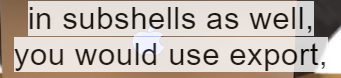 in subshells as well,
you would use export,